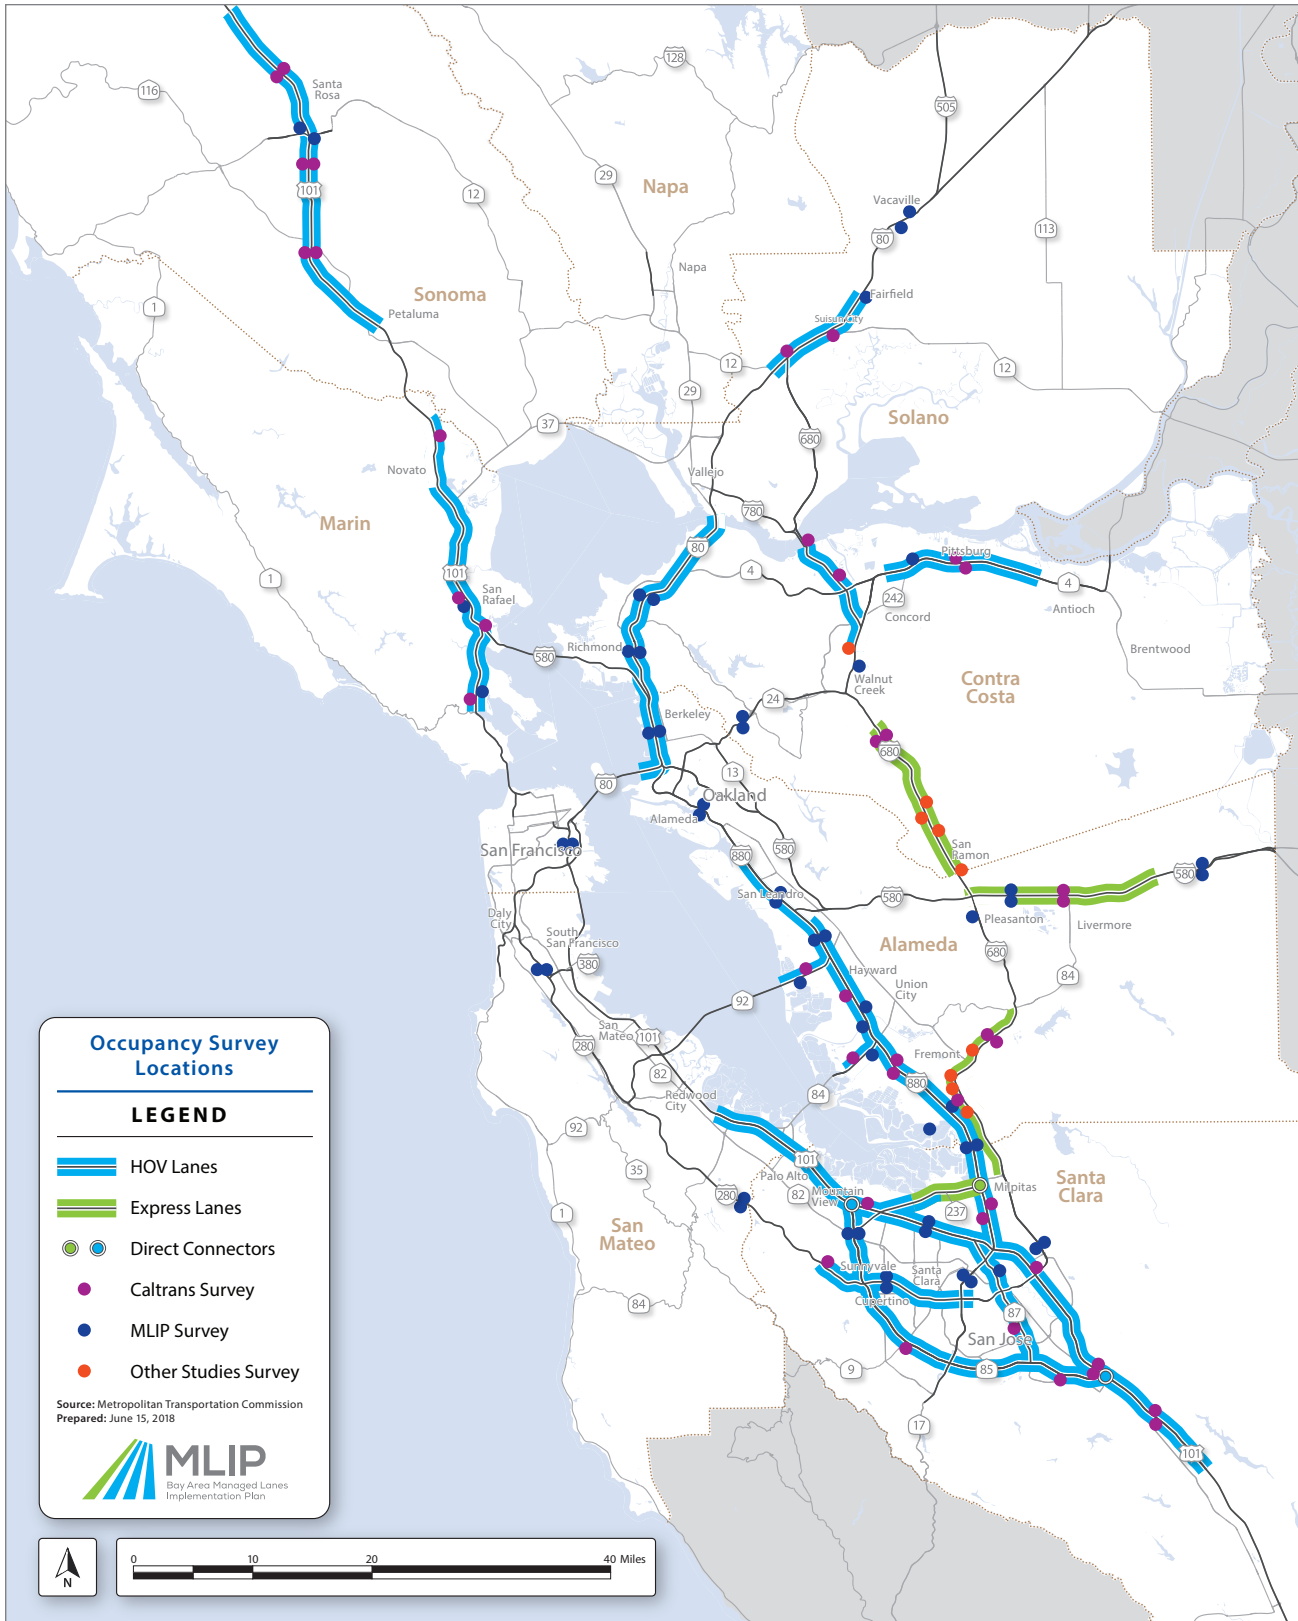 128
505
116
Santa
Rosa
29
Napa
12
101
Vacaville
113
80
Napa
Sonoma
Fairfield
1
Petaluma
Suisun City
12
12
29
Solano
37
680
Novato
Vallejo
780
Marin
80
Pittsburg
101
1
4
4
San
Rafael
242
Concord
Antioch
Richmond
580
Brentwood
Walnut
Creek
Contra
Costa
24
Berkeley
680
13
80
Oakland
Alameda
San Francisco
880
580
San
Ramon
580
San Leandro
580
Daly
City
Pleasanton
Livermore
South
San Francisco
Alameda
680
380
Hayward
84
Union
City
92
San
Mateo
101
280
Fremont
82
880
Redwood
City
84
92
101
35
Palo Alto
Santa
Clara
280
82
Mountain
View
Milpitas
1
237
San
Mateo
Sunnyvale
Santa
Clara
Cupertino
84
87
San Jose
9
85
17
101
Occupancy Survey
Locations
LEGEND
HOV Lanes
Express Lanes
Direct Connectors
Caltrans Survey
MLIP Survey
Other Studies Survey
Source: Metropolitan Transportation Commission
Prepared: June 15, 2018
MLIP
Bay Area Managed Lanes
Implementation Plan
N
0 10 20 40 Miles